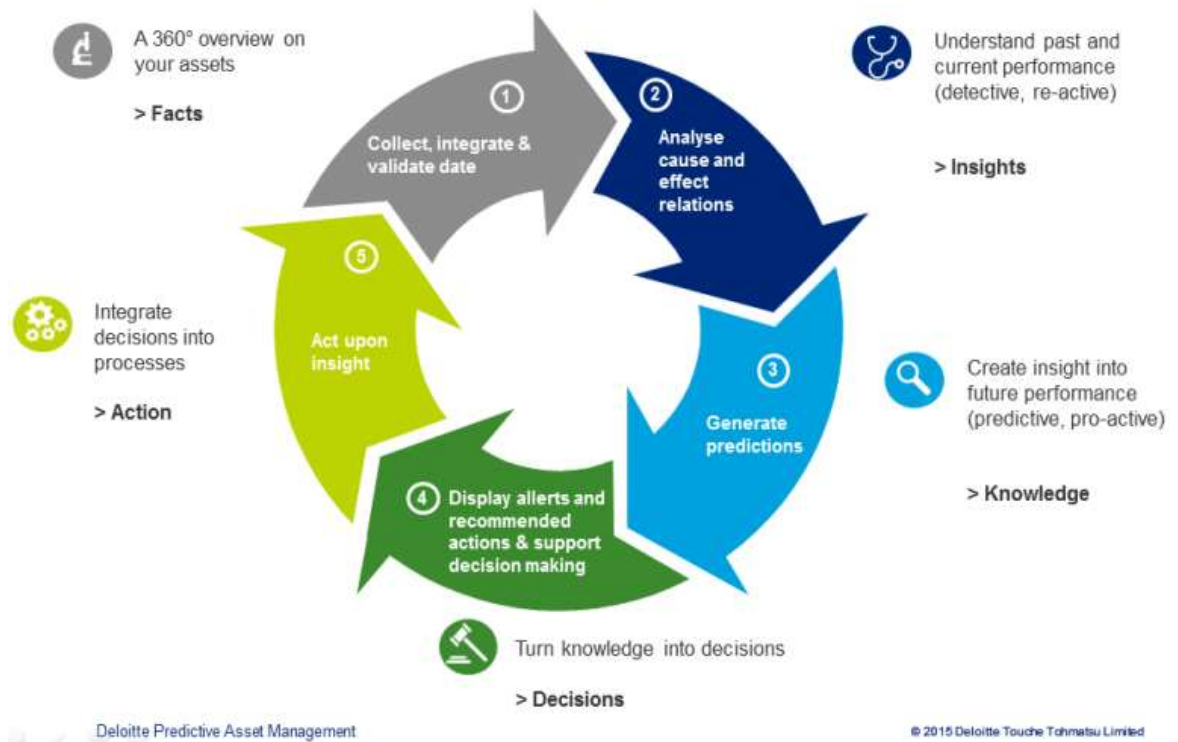 A 360° overview on
your assets
> Facts
1
Collect, integrate &
validate date
2
Analyse
cause and
effect
relations
Understand past and
current performance
(detective, re-active)
> Insights
3
Generate
predictions
Create insight into
future performance
(predictive, pro-active)
> Knowledge
4
Display allerts and
recommended
actions & support
decision making
Turn knowledge into decisions
> Decisions
5
Act upon
insight
Integrate
decisions into
processes
> Action
Deloitte Predictive Asset Management
© 2015 Deloitte Touche Tohmatsu Limited